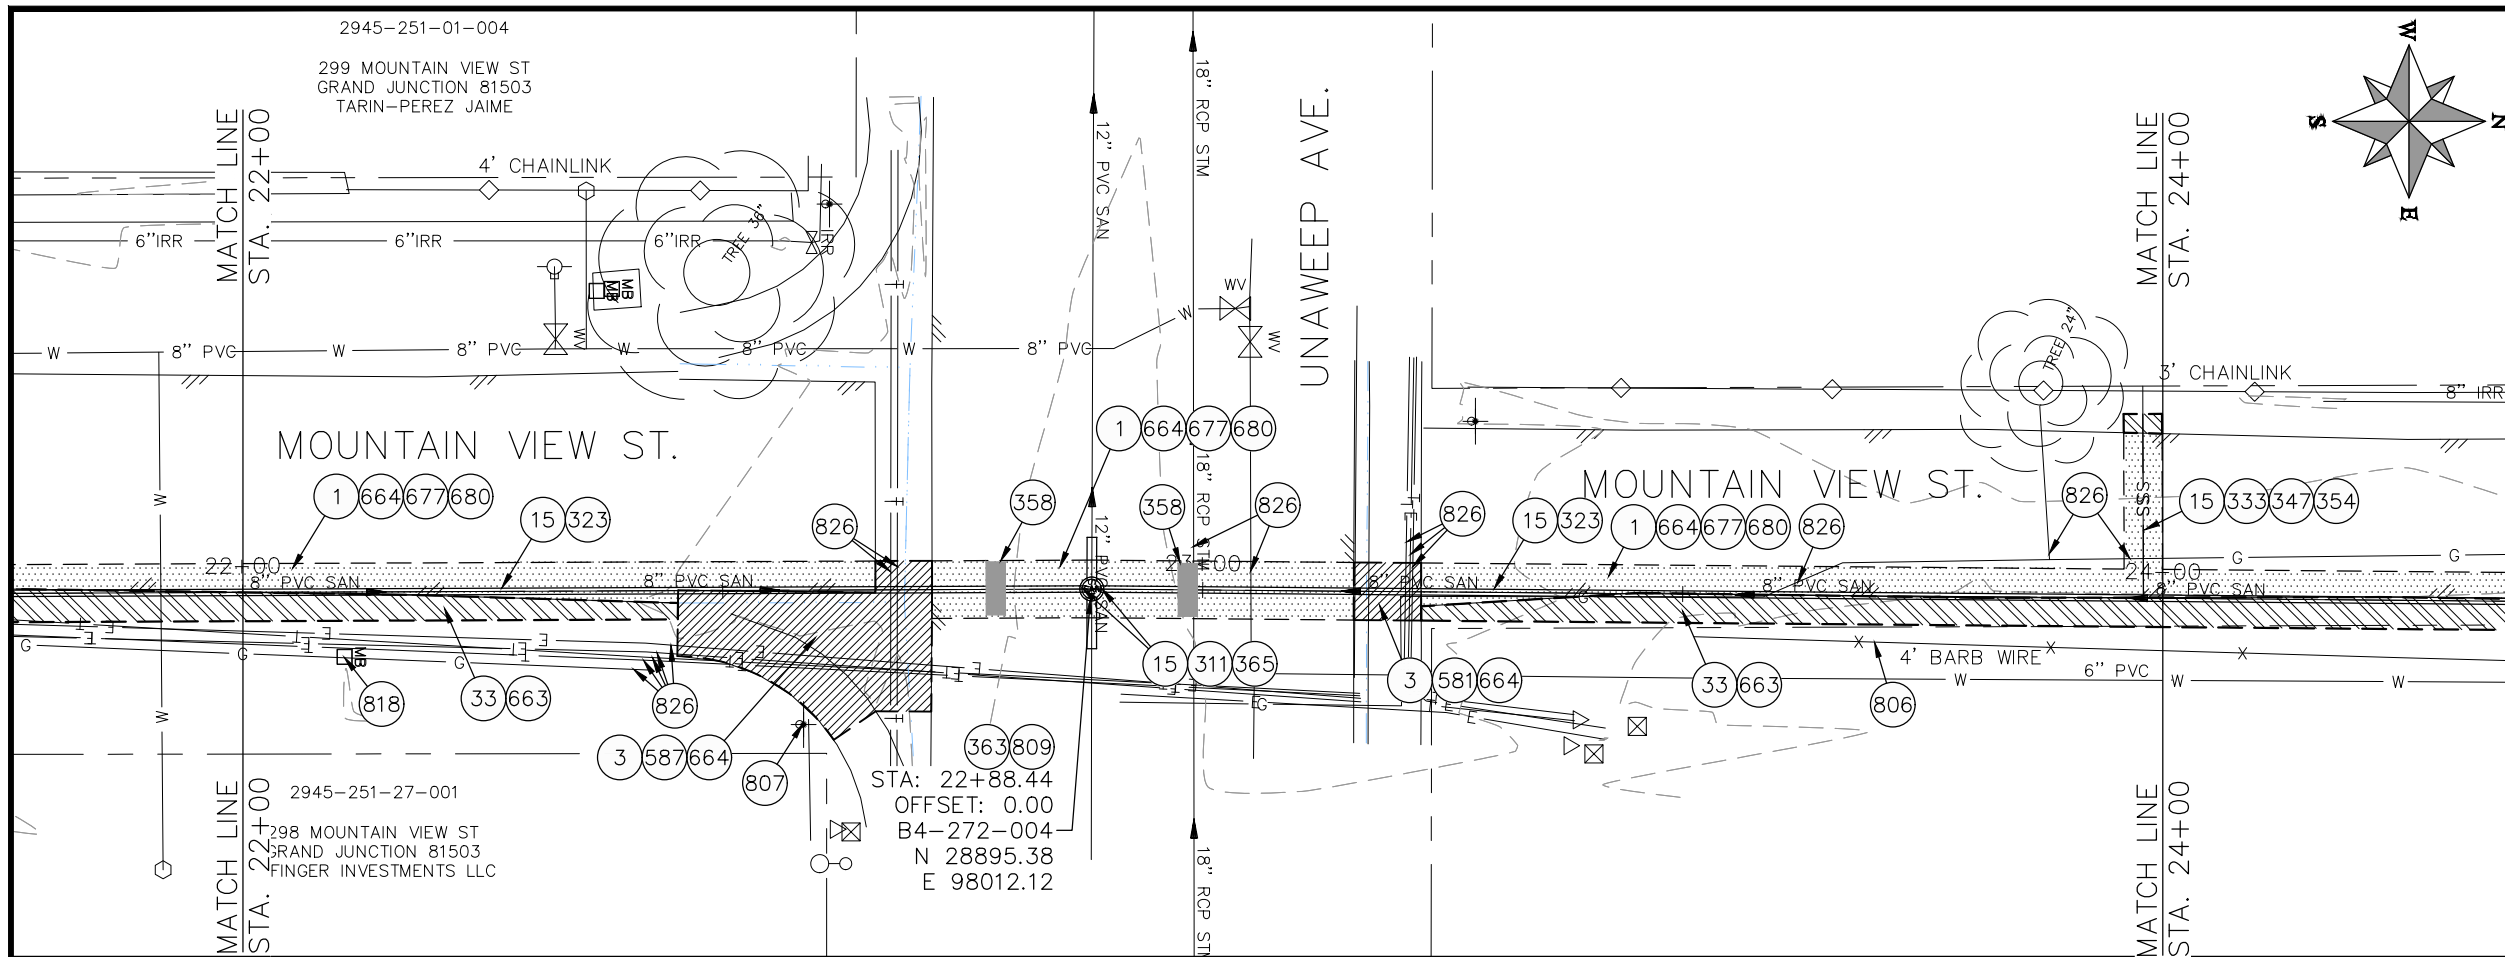 2945-251-01-004
299 MOUNTAIN VIEW ST
GRAND JUNCTION 81503
TARIN-PEREZ JAIME
MATCH LINE
STA. 22+00
4' CHAINLINK
6"IRR
6"IRR
6"IRR
IRR
TREE 36"
MB
MB
WV
W
8" PVC
W
8" PVC
W
8" PVC
W
8" PVC
W
WV
WV
12" PVC SAN
18" RCP STM
UNAWEEP AVE.
MATCH LINE
STA. 24+00
W
N
S
E
TREE 24"
3' CHAINLINK
8" IRR
MOUNTAIN VIEW ST.
1 664 677 680
15 323
826
358
1 664 677 680
358
18" RCP STM
826
826
15 323
MOUNTAIN VIEW ST.
1 664 677 680
826
826
SS
15 333 347 354
W
W
T
T
T
T
E
22+00
8" PVC SAN
8" PVC SAN
12" PVC SAN
23+00
8" PVC SAN
8" PVC SAN
24+00
8" PVC SAN
G
G
G
G
G
G
G
E
E
E
T
MB
818
33 663
826
3 587 664
807
363 809
15 311 365
3 581 664
33 663
4' BARB WIRE
X
X
X
6" PVC
W
W
W
806
STA: 22+88.44
OFFSET: 0.00
B4-272-004
N 28895.38
E 98012.12
18" RCP STM
MATCH LINE
STA. 22+00
2945-251-27-001
298 MOUNTAIN VIEW ST
GRAND JUNCTION 81503
FINGER INVESTMENTS LLC
MATCH LINE
STA. 24+00